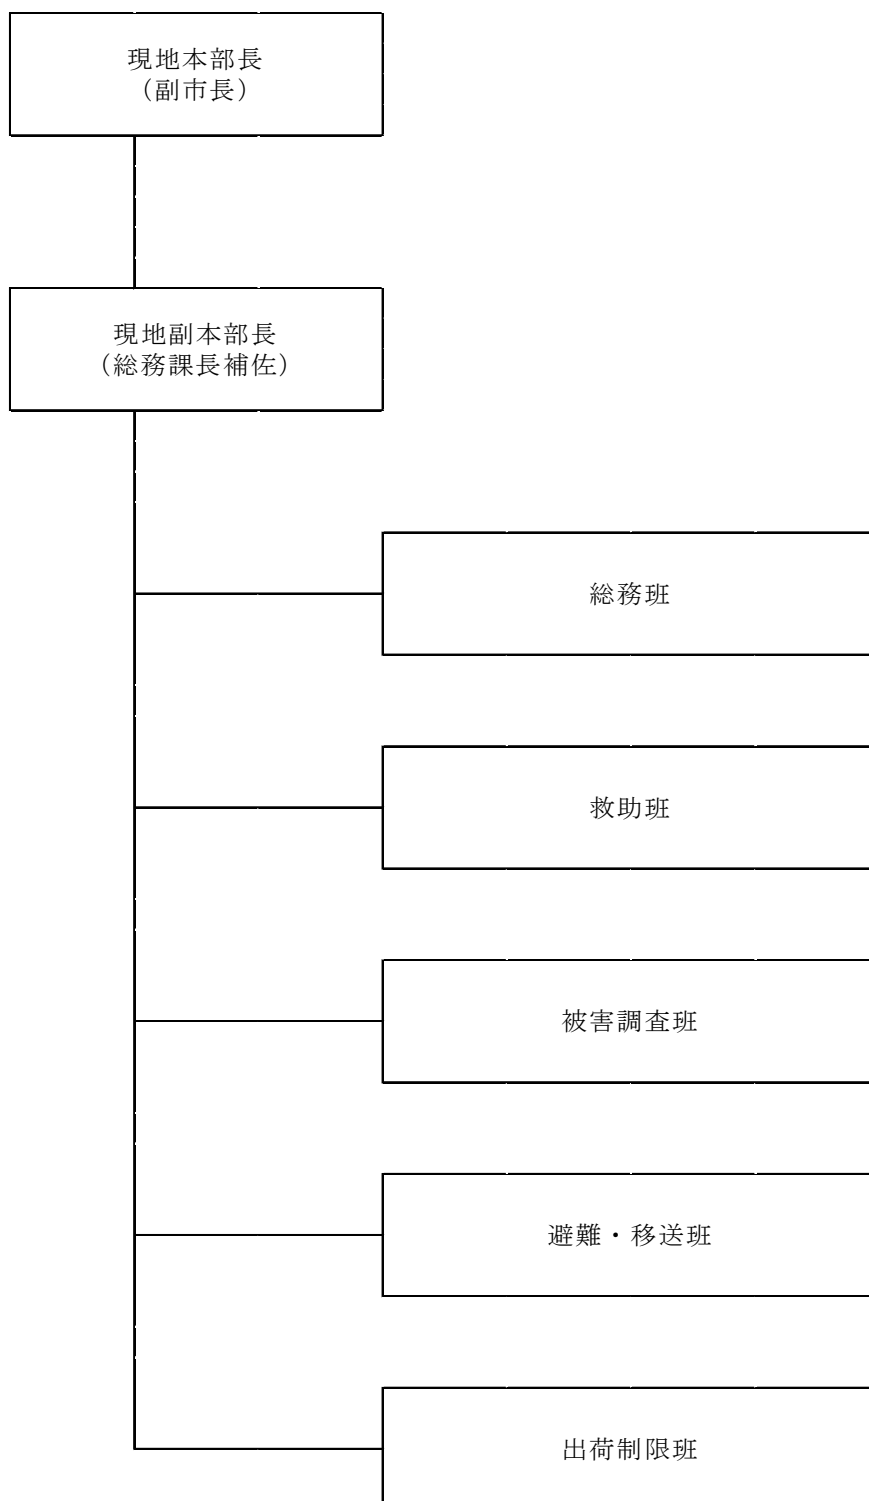 現地本部長
（副市長）
現地副本部長
（総務課長補佐）
総務班
救助班
被害調査班
避難・移送班
出荷制限班